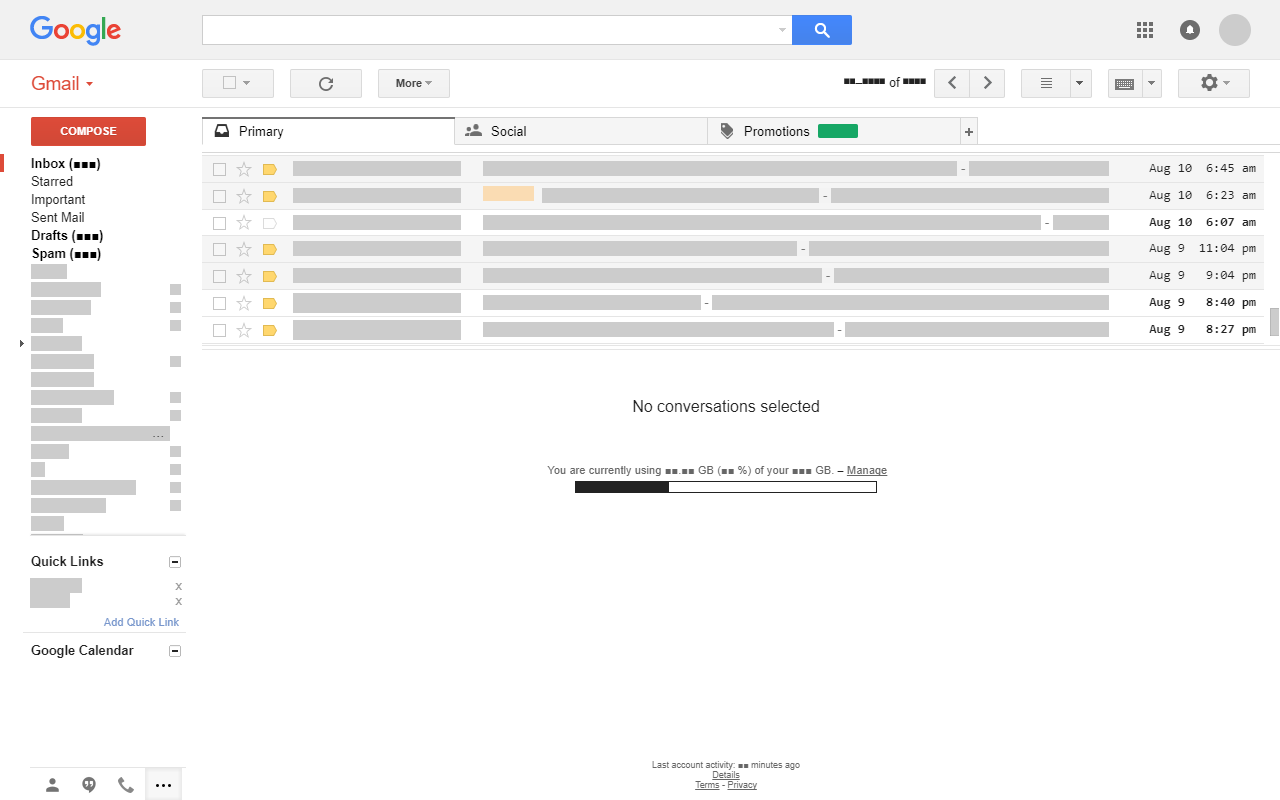 Google
Gmail
More
■■–■■■■ of ■■■■
COMPOSE
Primary
Social
Promotions
+
Inbox (■■■)
Starred
Important
Sent Mail
Drafts (■■■)
Spam (■■■)
...
- Aug 10 6:45 am
- Aug 10 6:23 am
- Aug 10 6:07 am
- Aug 9 11:04 pm
- Aug 9 9:04 pm
- Aug 9 8:40 pm
- Aug 9 8:27 pm
No conversations selected
You are currently using ■■.■■ GB (■■ %) of your ■■■ GB. – Manage
Quick Links
x
x
Add Quick Link
Google Calendar
Last account activity: ■■ minutes ago
Details
Terms - Privacy